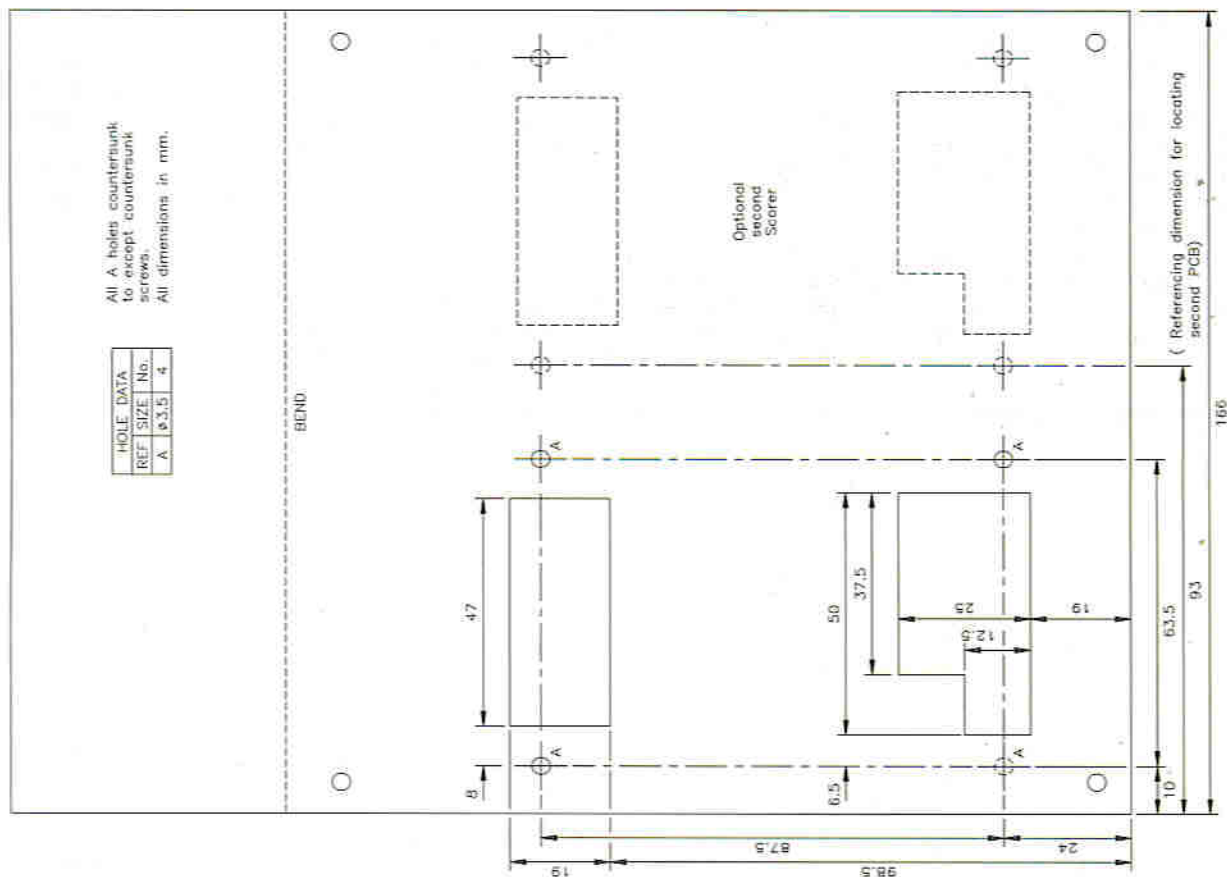 HOLE DATA
REF SIZE No.
A ø3.5 4
All A holes countersunk
to except countersunk
screws.
All dimensions in mm.
BEND
47
8
A
A
Optional
second
Scorer
50
37.5
25
12.5
19
6.5
A
A
10
63.5
93
166
( Referencing dimension for locating
second PCB)
19
87.5
98.5
24